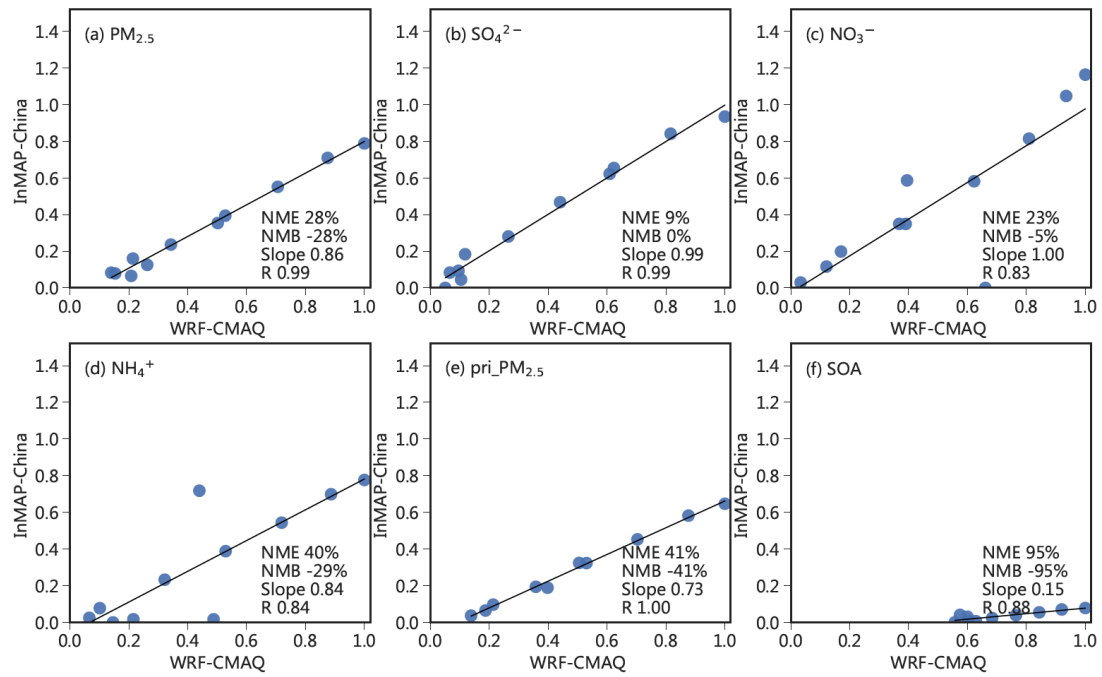 (a) PM₂.₅
InMAP-China
1.4
1.2
1.0
0.8
0.6
0.4
0.2
0.0
NME 28%
NMB -28%
Slope 0.86
R 0.99
0.0 0.2 0.4 0.6 0.8 1.0
WRF-CMAQ
(b) SO₄²⁻
InMAP-China
1.4
1.2
1.0
0.8
0.6
0.4
0.2
0.0
NME 9%
NMB 0%
Slope 0.99
R 0.99
0.0 0.2 0.4 0.6 0.8 1.0
WRF-CMAQ
(c) NO₃⁻
InMAP-China
1.4
1.2
1.0
0.8
0.6
0.4
0.2
0.0
NME 23%
NMB -5%
Slope 1.00
R 0.83
0.0 0.2 0.4 0.6 0.8 1.0
WRF-CMAQ
(d) NH₄⁺
InMAP-China
1.4
1.2
1.0
0.8
0.6
0.4
0.2
0.0
NME 40%
NMB -29%
Slope 0.84
R 0.84
0.0 0.2 0.4 0.6 0.8 1.0
WRF-CMAQ
(e) pri_PM₂.₅
InMAP-China
1.4
1.2
1.0
0.8
0.6
0.4
0.2
0.0
NME 41%
NMB -41%
Slope 0.73
R 1.00
0.0 0.2 0.4 0.6 0.8 1.0
WRF-CMAQ
(f) SOA
InMAP-China
1.4
1.2
1.0
0.8
0.6
0.4
0.2
0.0
NME 95%
NMB -95%
Slope 0.15
R 0.88
0.0 0.2 0.4 0.6 0.8 1.0
WRF-CMAQ